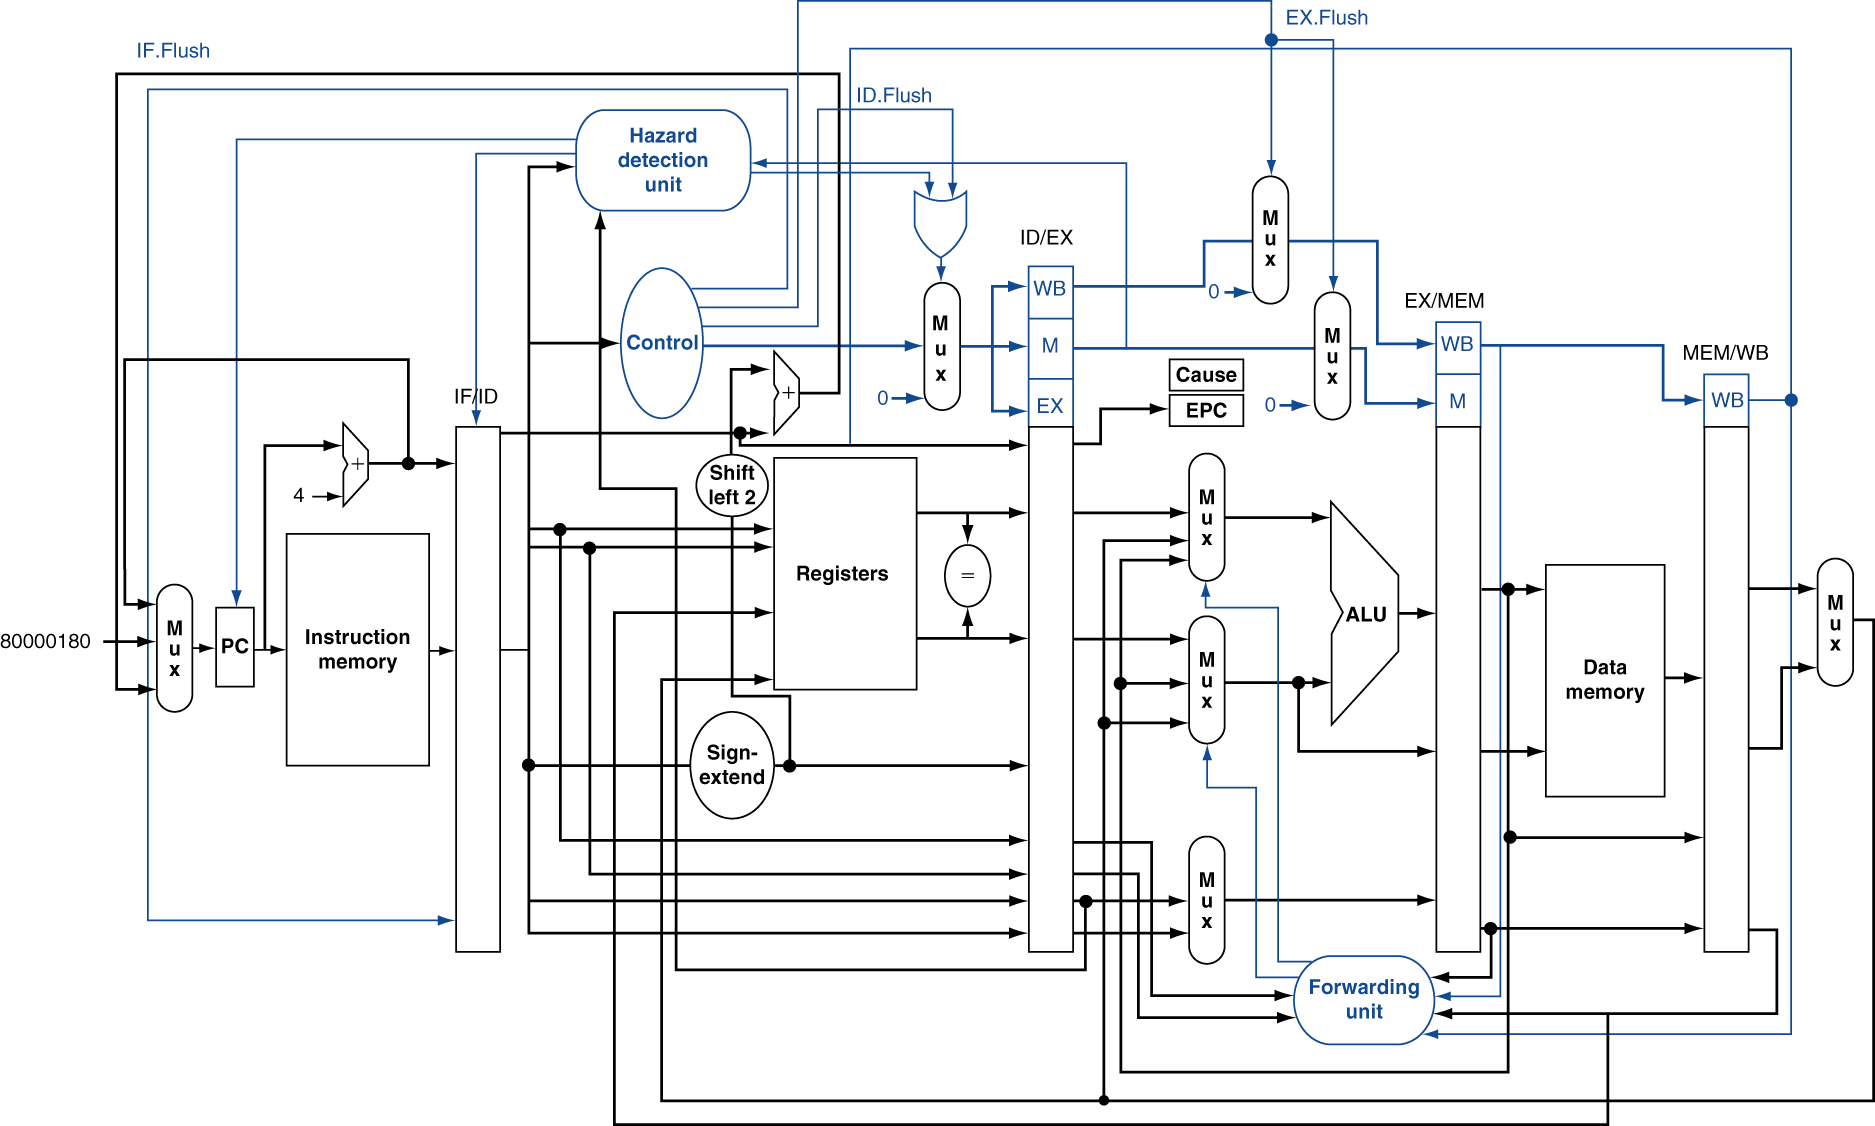 EX.Flush
IF.Flush
ID.Flush
Hazard
detection
unit
M
u
x
ID/EX
WB
0
EX/MEM
M
u
x
M
u
x
Control
M
WB
MEM/WB
Cause
0
EX
EPC
0
M
WB
IF/ID
+
+
4
Shift
left 2
M
u
x
Registers
=
ALU
M
u
x
80000180
M
u
x
PC
Instruction
memory
M
u
x
Data
memory
Sign-
extend
M
u
x
Forwarding
unit